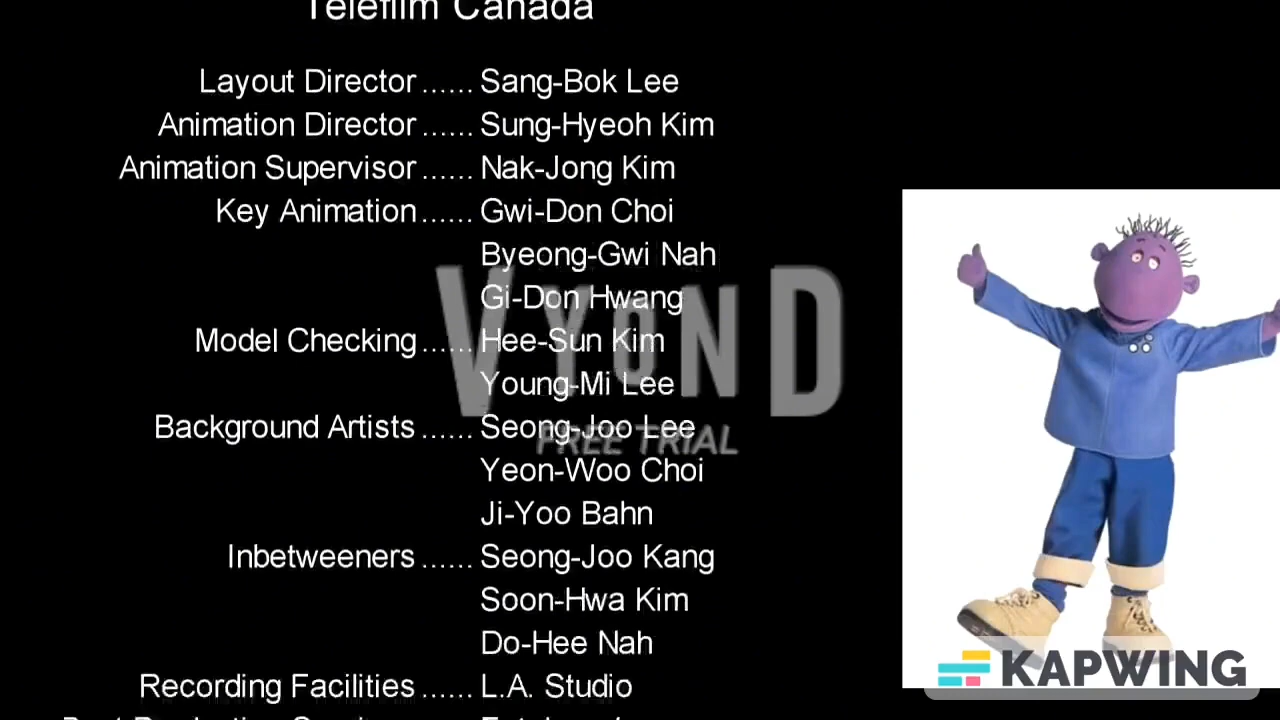 Telefilm Canada
Layout Director ...... Sang-Bok Lee
Animation Director ...... Sung-Hyeoh Kim
Animation Supervisor ...... Nak-Jong Kim
Key Animation ...... Gwi-Don Choi
Byeong-Gwi Nah
Gi-Don Hwang
Model Checking ...... Hee-Sun Kim
Young-Mi Lee
Background Artists ...... Seong-Joo Lee
Yeon-Woo Choi
Ji-Yoo Bahn
Inbetweeners ...... Seong-Joo Kang
Soon-Hwa Kim
Do-Hee Nah
Recording Facilities ...... L.A. Studio
VYOND
FREE TRIAL
KAPWING